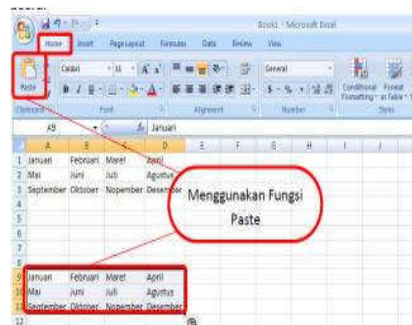 Book1 - Microsoft Excel
Home Insert Page Layout Formulas Data Review View
Calibri 11 General
Paste
Conditional Format
Formatting as Table
Font Alignment Number Styles
A9 Januari
A B C D E F G H I J
1 Januari Februari Maret April
2 Mai Juni Juli Agustus
3 September Oktober Nopember Desember
4
5
6
7
8
9 Januari Februari Maret April
10 Mai Juni Juli Agustus
11 September Oktober Nopember Desember
12
Menggunakan Fungsi
Paste